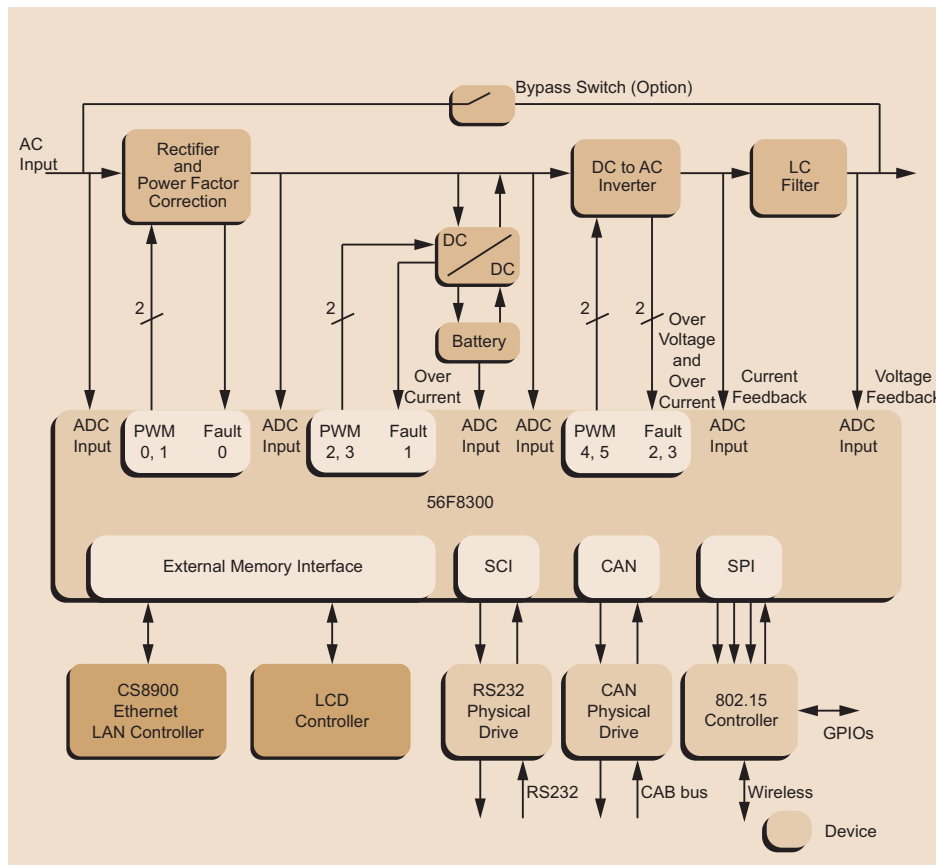 Bypass Switch (Option)
AC
Input
Rectifier
and
Power Factor
Correction
DC to AC
Inverter
LC
Filter
DC
DC
2
2
2
2
Battery
Over
Current
Over
Voltage
and
Over
Current
Current
Feedback
Voltage
Feedback
ADC
Input
PWM
0, 1
Fault
0
ADC
Input
PWM
2, 3
Fault
1
ADC
Input
ADC
Input
PWM
4, 5
Fault
2, 3
ADC
Input
ADC
Input
56F8300
External Memory Interface
SCI
CAN
SPI
CS8900
Ethernet
LAN Controller
LCD
Controller
RS232
Physical
Drive
CAN
Physical
Drive
802.15
Controller
GPIOs
RS232
CAB bus
Wireless
Device